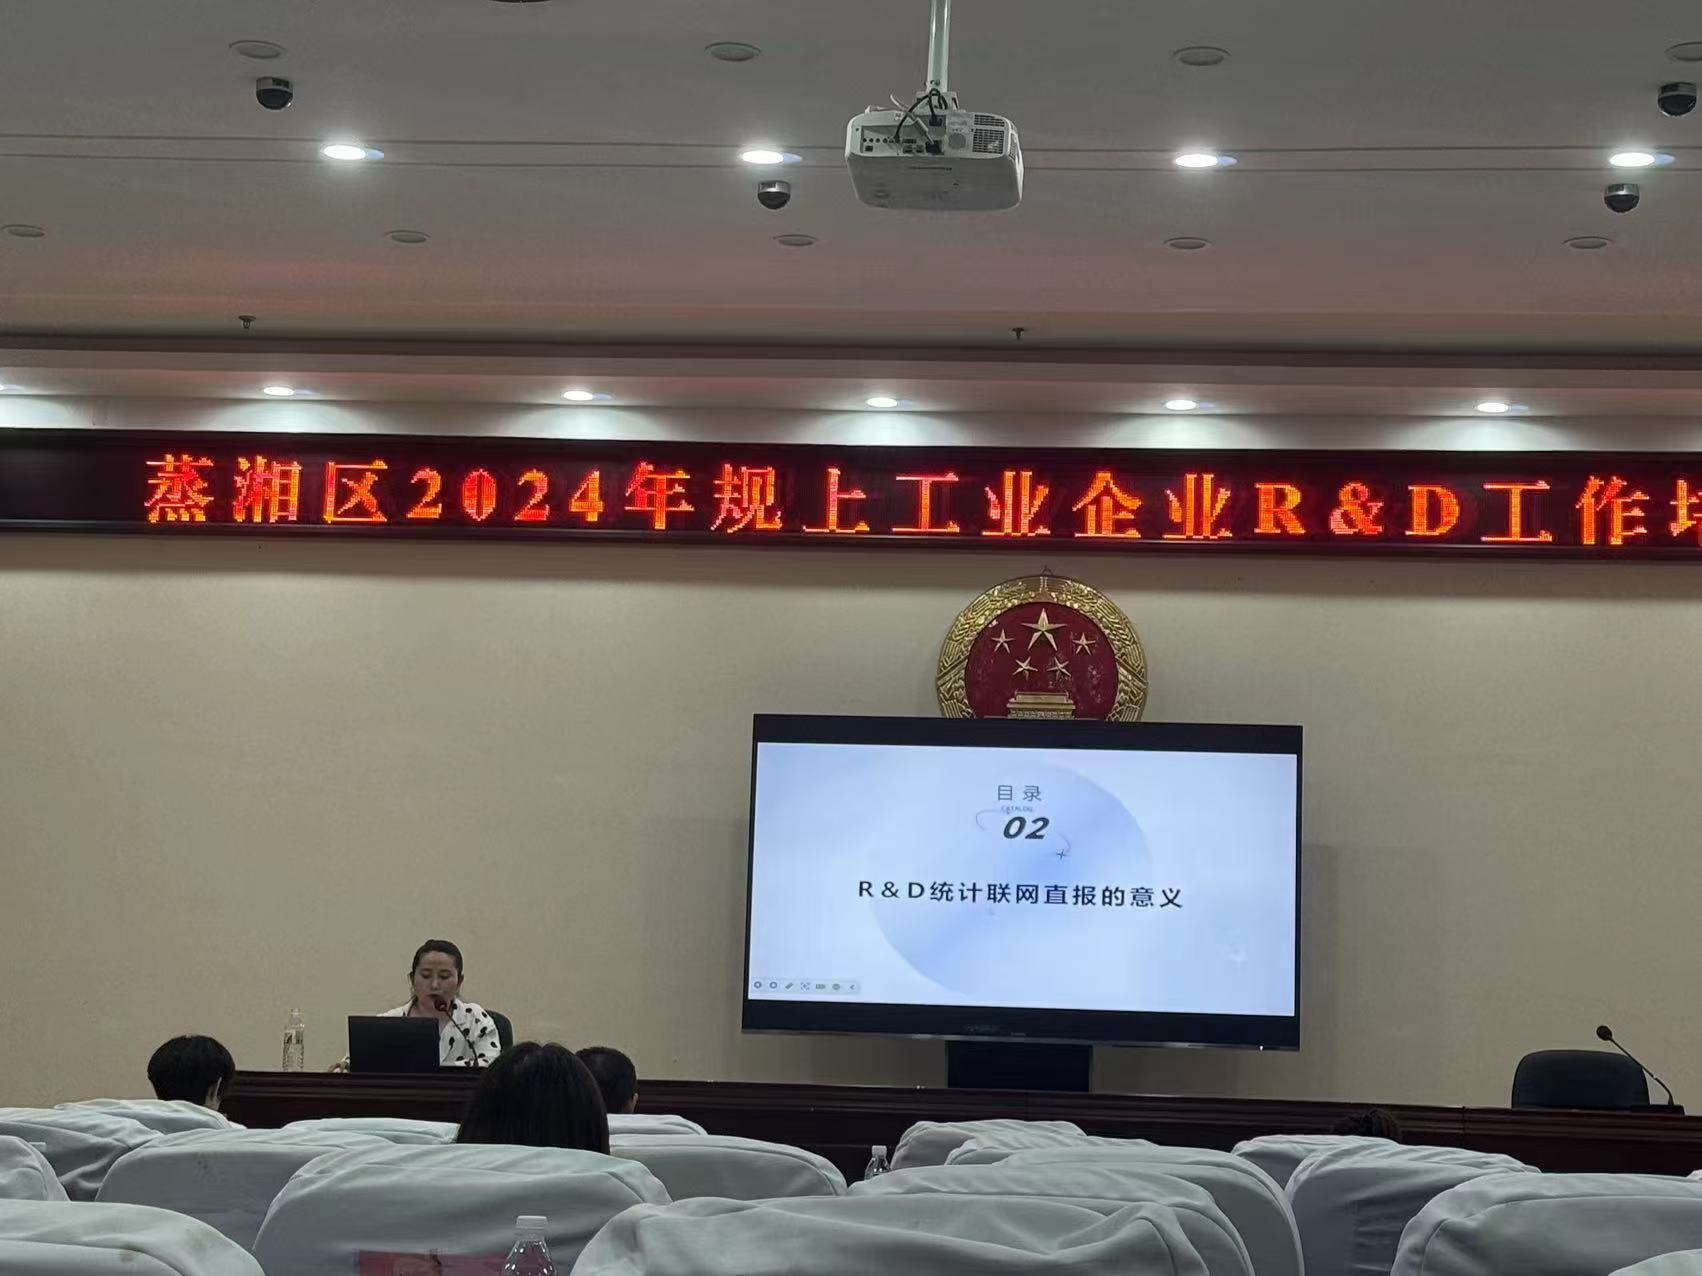 蒸湘区2024年规上工业企业R&D工作
目录
CATALOG
02
R&D统计联网直报的意义